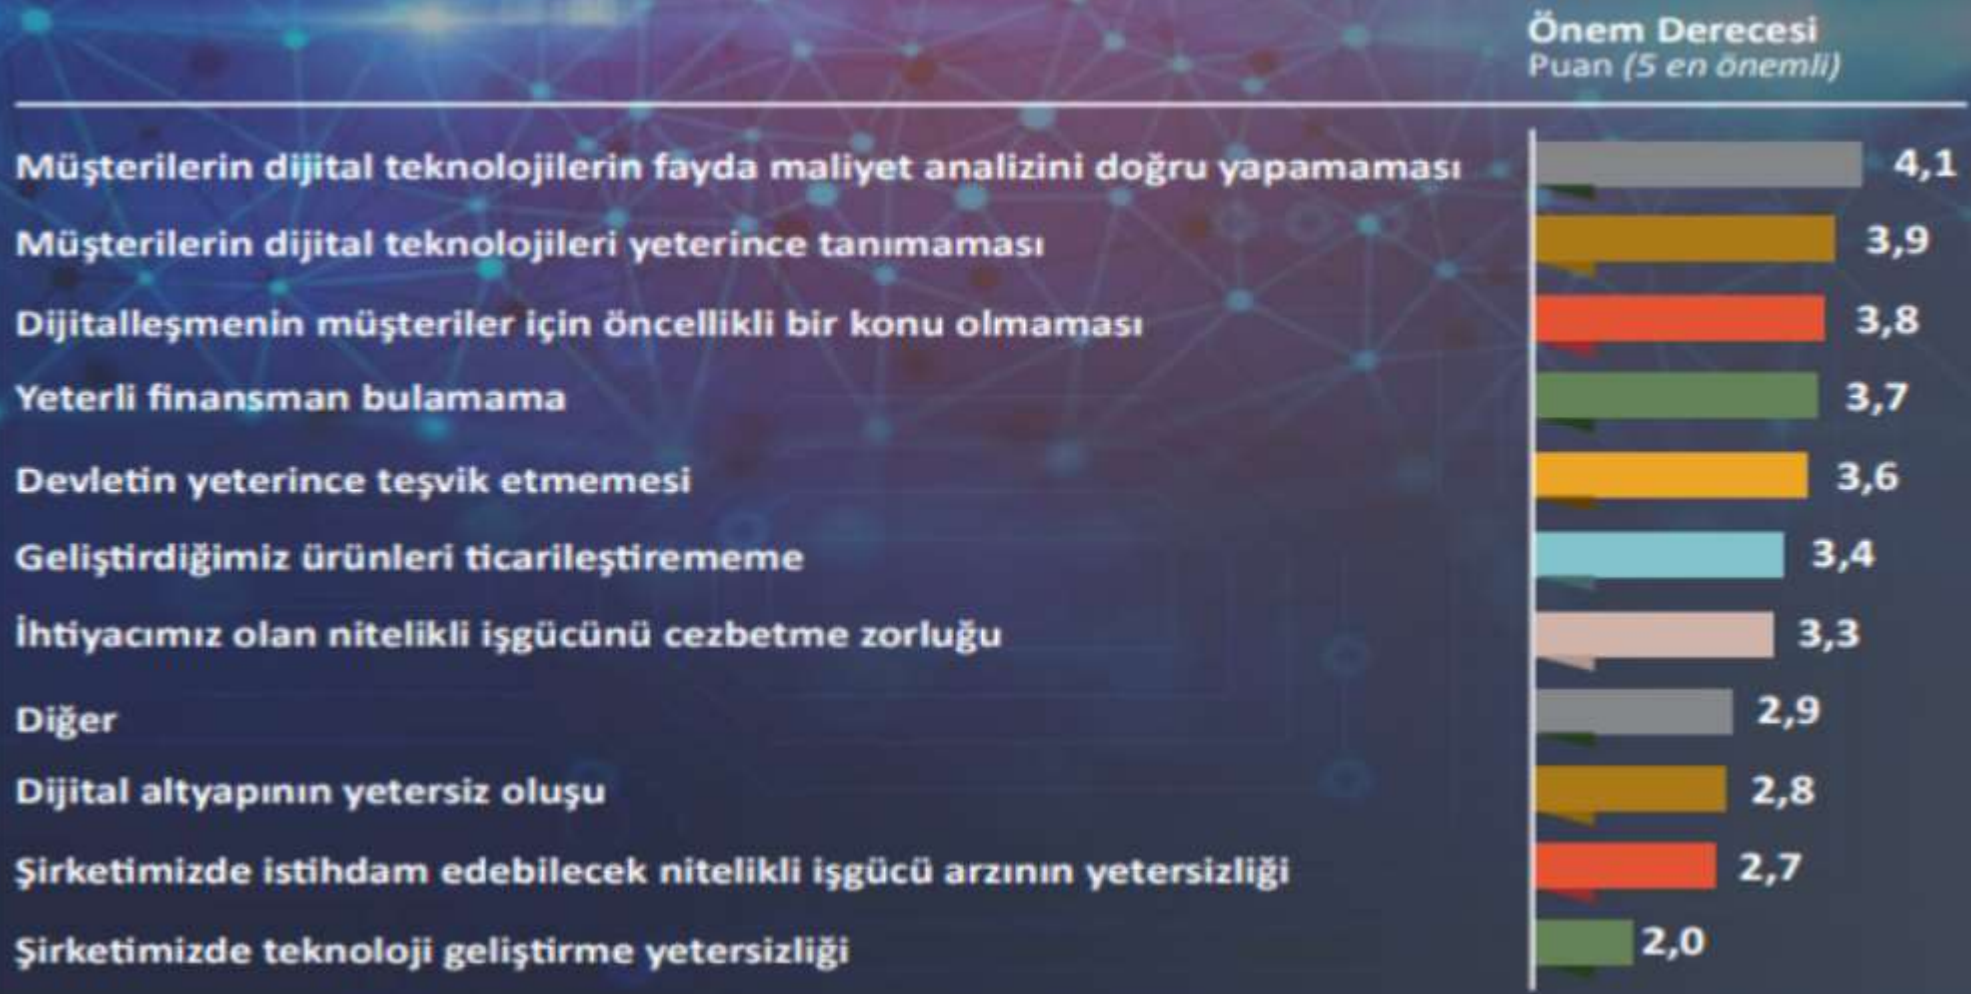 Önem Derecesi
Puan (5 en önemli)
Müşterilerin dijital teknolojilerin fayda maliyet analizini doğru yapamaması 4,1
Müşterilerin dijital teknolojileri yeterince tanımaması 3,9
Dijitalleşmenin müşteriler için öncellikli bir konu olmaması 3,8
Yeterli finansman bulamama 3,7
Devletin yeterince teşvik etmemesi 3,6
Geliştirdiğimiz ürünleri ticarileştirememe 3,4
İhtiyacımız olan nitelikli işgücünü cezbetme zorluğu 3,3
Diğer 2,9
Dijital altyapının yetersiz oluşu 2,8
Şirketimizde istihdam edebilecek nitelikli işgücü arzının yetersizliği 2,7
Şirketimizde teknoloji geliştirme yetersizliği 2,0